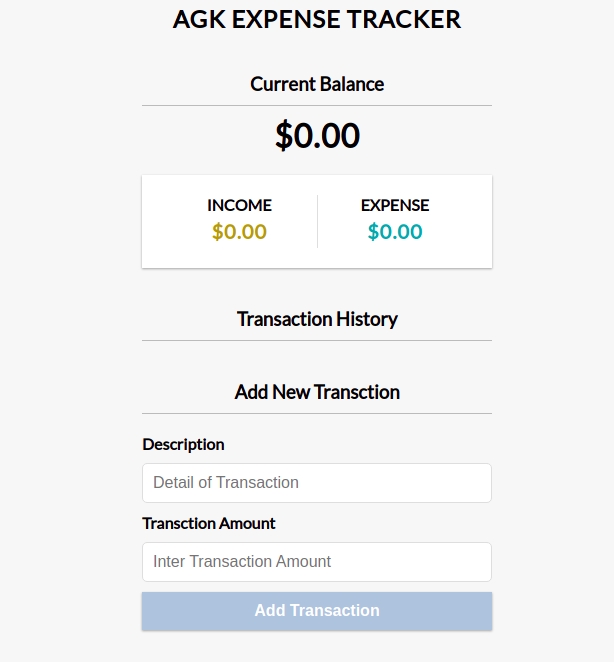 AGK EXPENSE TRACKER
Current Balance
$0.00
INCOME EXPENSE
$0.00 $0.00
Transaction History
Add New Transction
Description
Detail of Transaction
Transction Amount
Inter Transaction Amount
Add Transaction